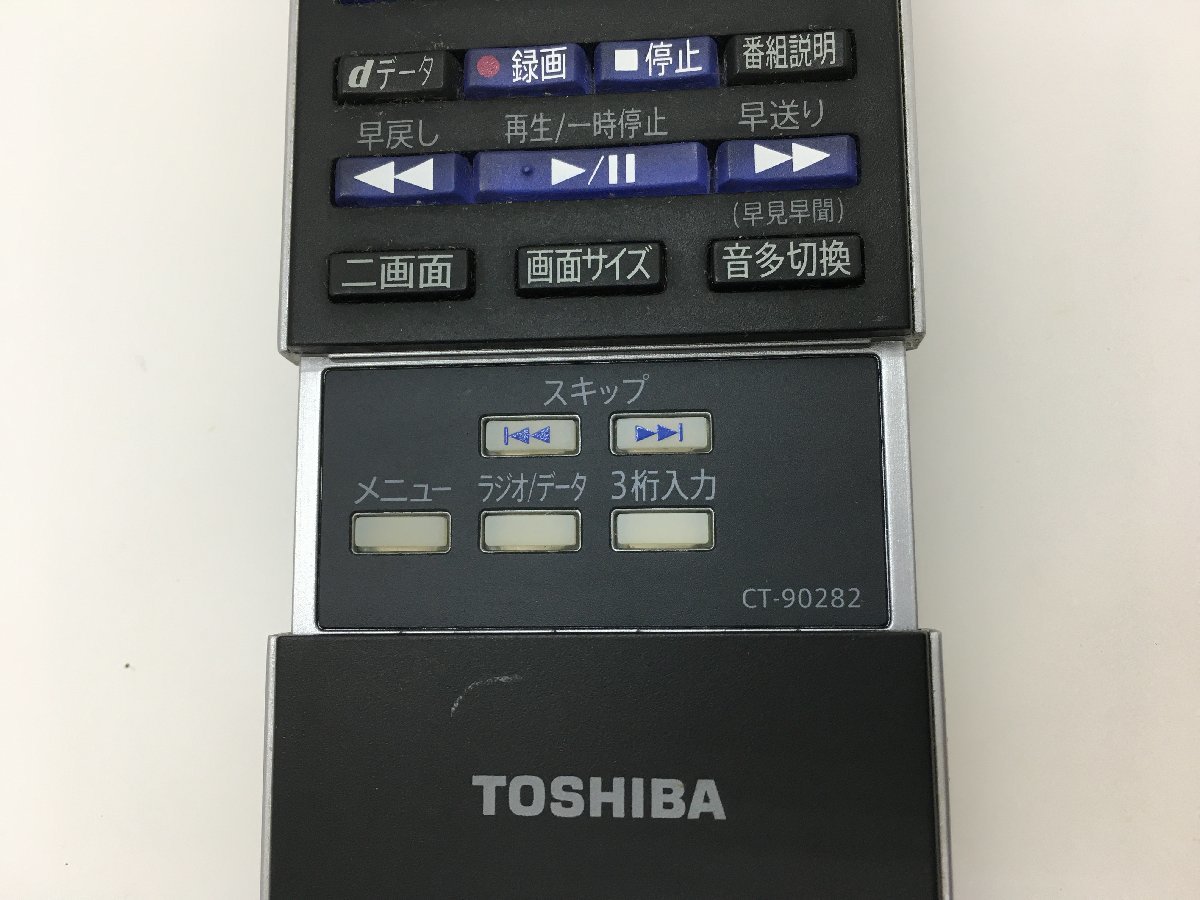 dデータ 録画 停止 番組説明
早戻し 再生/一時停止 早送り
(早見早聞)
二画面 画面サイズ 音多切換
スキップ
メニュー ラジオ/データ 3桁入力
CT-90282
TOSHIBA